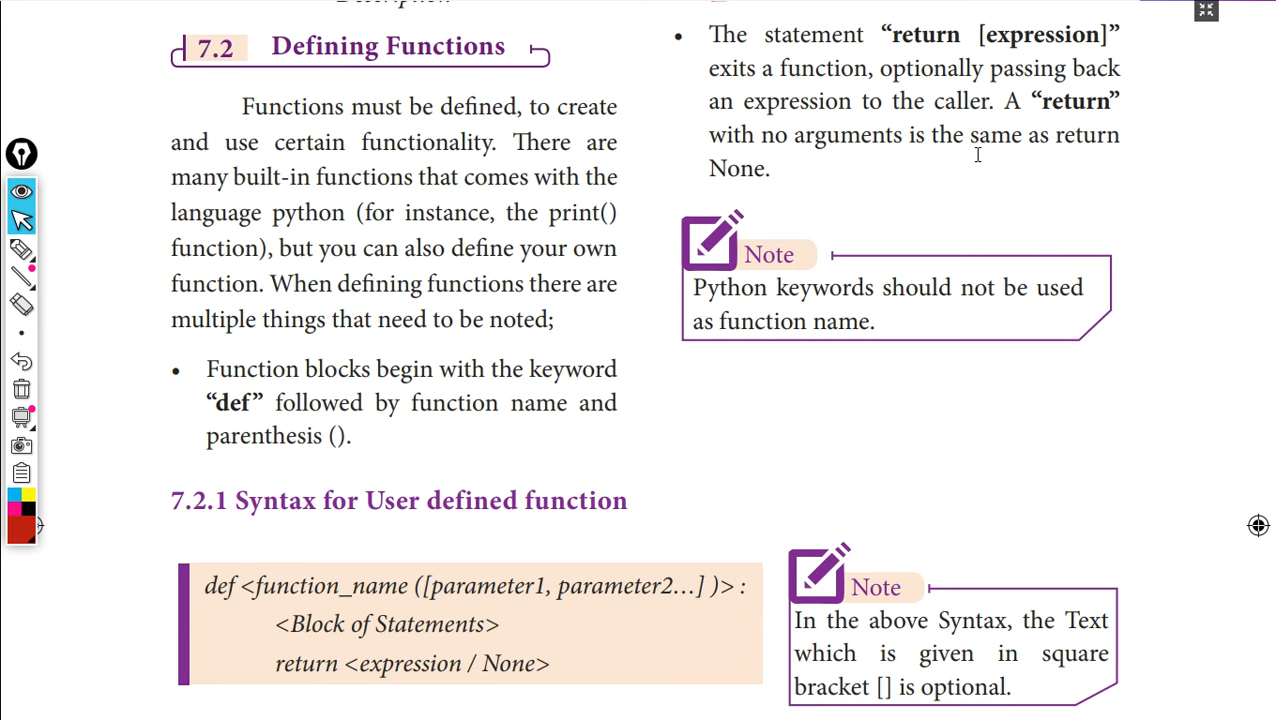 7.2 Defining Functions
Functions must be defined, to create
and use certain functionality. There are
many built-in functions that comes with the
language python (for instance, the print()
function), but you can also define your own
function. When defining functions there are
multiple things that need to be noted;
• Function blocks begin with the keyword
“def” followed by function name and
parenthesis ().
• The statement “return [expression]”
exits a function, optionally passing back
an expression to the caller. A “return”
with no arguments is the same as return
None.
Note
Python keywords should not be used
as function name.
7.2.1 Syntax for User defined function
def <function_name ([parameter1, parameter2...] )> :
<Block of Statements>
return <expression / None>
Note
In the above Syntax, the Text
which is given in square
bracket [] is optional.